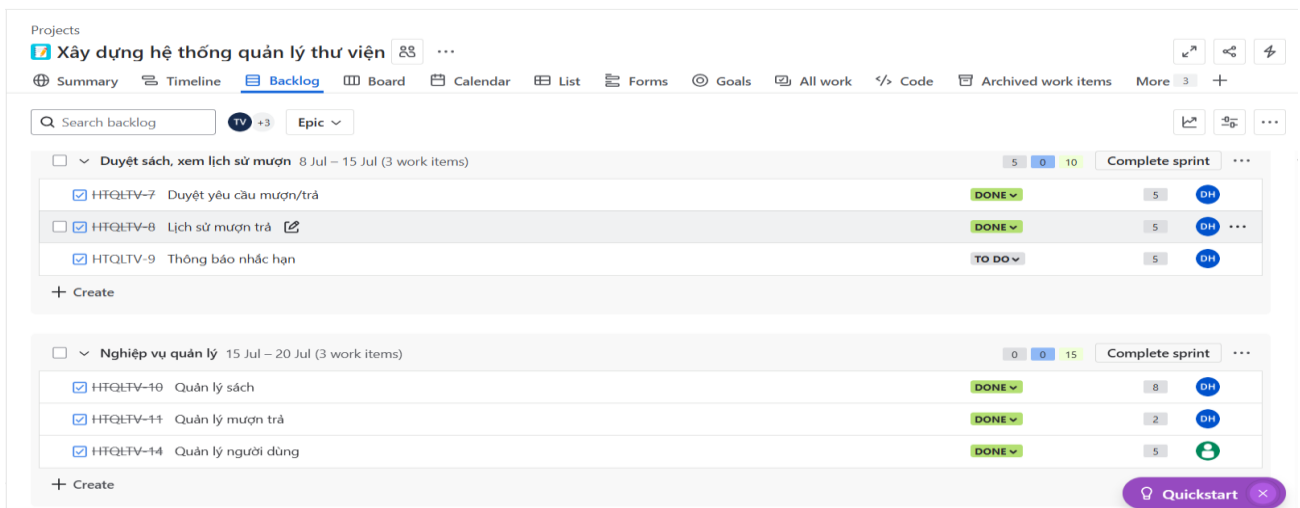 Projects
Xây dựng hệ thống quản lý thư viện
Summary Timeline Backlog Board Calendar List Forms Goals All work Code Archived work items More 3
Search backlog TV +3 Epic
Duyệt sách, xem lịch sử mượn 8 Jul – 15 Jul (3 work items) 5 0 10 Complete sprint
HTQLTV-7 Duyệt yêu cầu mượn/trả DONE 5 DH
HTQLTV-8 Lịch sử mượn trả DONE 5 DH
HTQLTV-9 Thông báo nhắc hạn TO DO 5 DH
Create
Nghiệp vụ quản lý 15 Jul – 20 Jul (3 work items) 0 0 15 Complete sprint
HTQLTV-10 Quản lý sách DONE 8 DH
HTQLTV-11 Quản lý mượn trả DONE 2 DH
HTQLTV-14 Quản lý người dùng DONE 5
Create
Quickstart